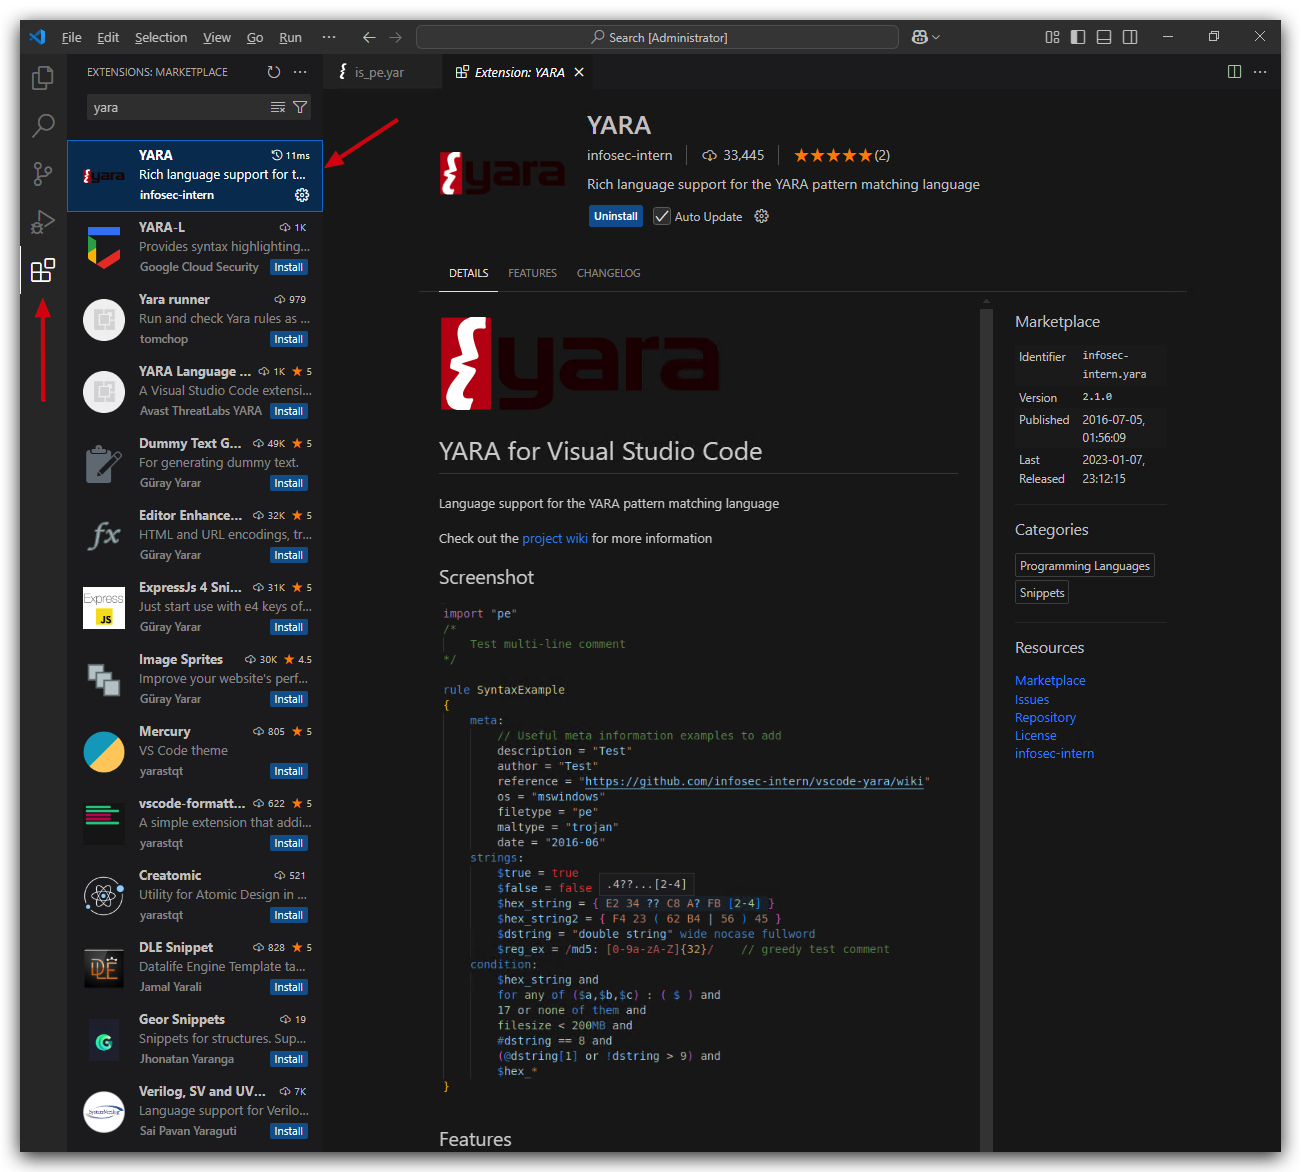 File Edit Selection View Go Run ··· Search [Administrator]
EXTENSIONS: MARKETPLACE
yara
YARA 11ms
Rich language support for t...
infosec-intern
YARA-L 1K
Provides syntax highlighting...
Google Cloud Security Install
Yara runner 979
Run and check Yara rules as ...
tomchop Install
YARA Language ... 1K ★ 5
A Visual Studio Code extensi...
Avast ThreatLabs YARA Install
Dummy Text G... 49K ★ 5
For generating dummy text.
Güray Yarar Install
Editor Enhance... 32K ★ 5
HTML and URL encodings, tr...
Güray Yarar Install
ExpressJs 4 Sni... 31K ★ 5
Just start use with e4 keys of...
Güray Yarar Install
Express
JS
Image Sprites 30K ★ 4.5
Improve your website's perf...
Güray Yarar Install
Mercury 805 ★ 5
VS Code theme
yarastqt Install
vscode-formatt... 622 ★ 5
A simple extension that addi...
yarastqt Install
Creatomic 521
Utility for Atomic Design in ...
yarastqt Install
DLE Snippet 828 ★ 5
Datalife Engine Template ta...
Jamal Yarali Install
DLE
Geor Snippets 19
Snippets for structures. Sup...
Jhonatan Yaranga Install
Verilog, SV and UV... 7K
Language support for Verilo...
Sai Pavan Yaraguti Install
is_pe.yar
Extension: YARA
yara
YARA
infosec-intern 33,445 ★★★★★(2)
Rich language support for the YARA pattern matching language
Uninstall Auto Update
DETAILS FEATURES CHANGELOG
yara
YARA for Visual Studio Code
Language support for the YARA pattern matching language
Check out the project wiki for more information
Screenshot
import "pe"
/*
Test multi-line comment
*/
rule SyntaxExample
{
meta:
// Useful meta information examples to add
description = "Test"
author = "Test"
reference = "https://github.com/infosec-intern/vscode-yara/wiki"
os = "mswindows"
filetype = "pe"
maltype = "trojan"
date = "2016-06"
strings:
$true = true
$false = false .4??...[2-4]
$hex_string = { E2 34 ?? C8 A? FB [2-4] }
$hex_string2 = { F4 23 ( 62 B4 | 56 ) 45 }
$dstring = "double string" wide nocase fullword
$reg_ex = /md5: [0-9a-zA-Z]{32}/ // greedy test comment
condition:
$hex_string and
for any of ($a,$b,$c) : ( $ ) and
17 or none of them and
filesize < 200MB and
#dstring == 8 and
(@dstring[1] or !dstring > 9) and
$hex_*
}
Features
Marketplace
Identifier infosec-
intern.yara
Version 2.1.0
Published 2016-07-05,
01:56:09
Last 2023-01-07,
Released 23:12:15
Categories
Programming Languages
Snippets
Resources
Marketplace
Issues
Repository
License
infosec-intern